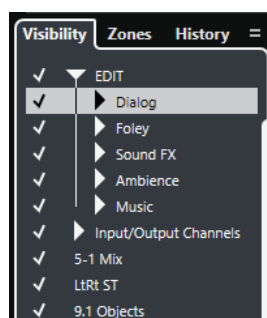 Visibility Zones History
EDIT
Dialog
Foley
Sound FX
Ambience
Music
Input/Output Channels
5-1 Mix
LtRt ST
9.1 Objects